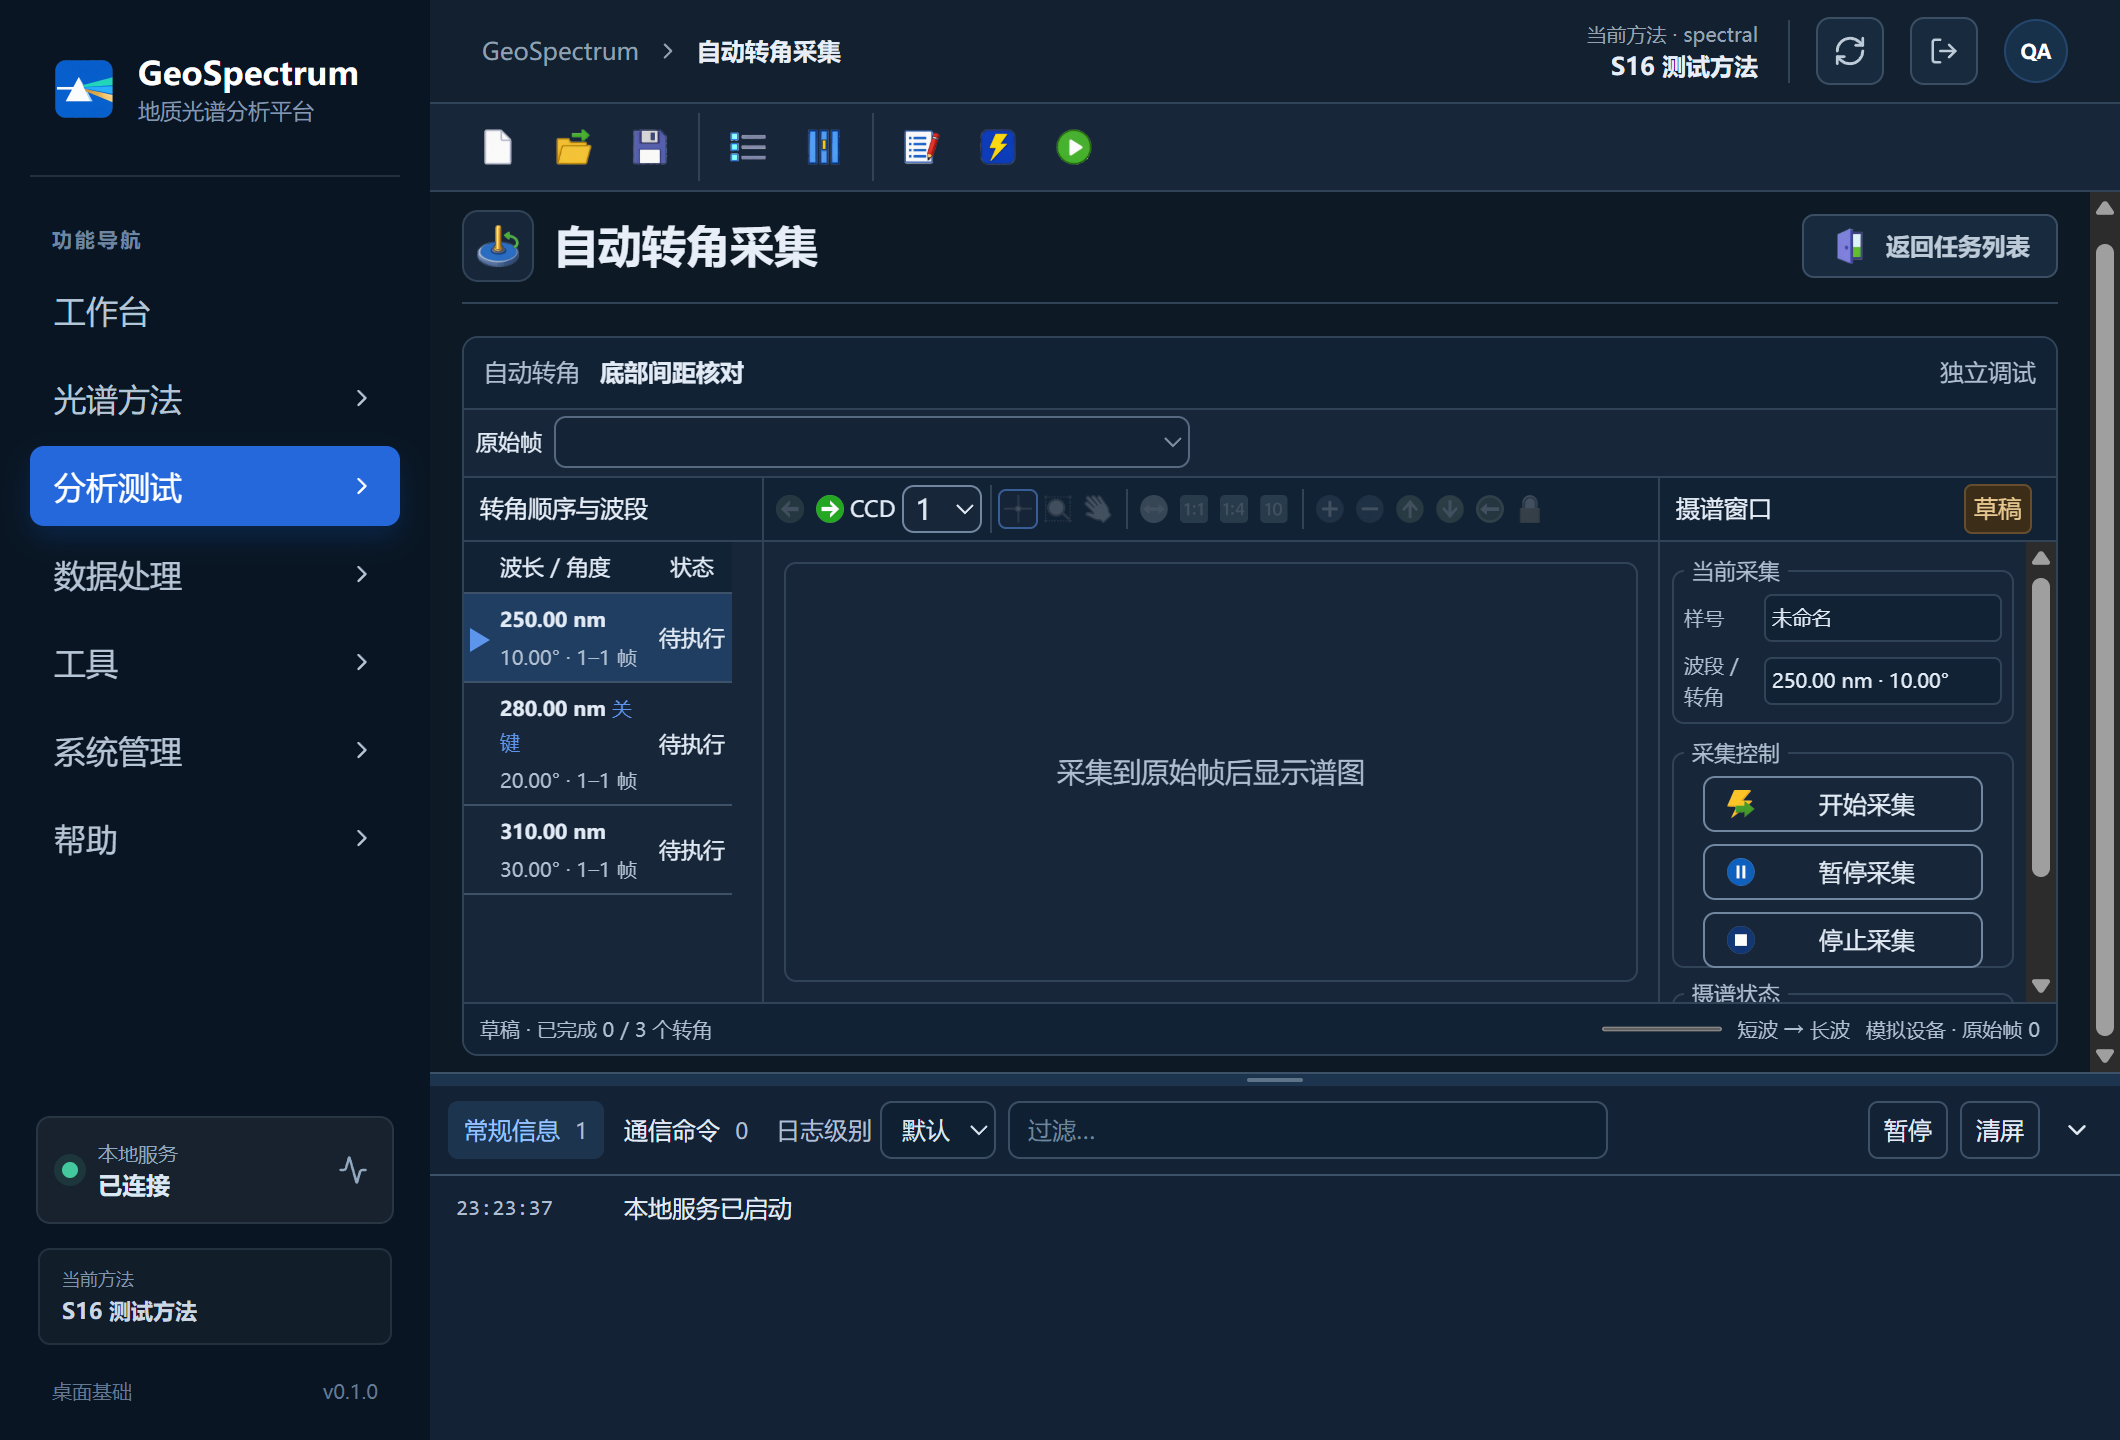 GeoSpectrum
地质光谱分析平台
功能导航
工作台
光谱方法
分析测试
数据处理
工具
系统管理
帮助
本地服务
已连接
当前方法
S16 测试方法
桌面基础 v0.1.0
GeoSpectrum 自动转角采集
当前方法 · spectral
S16 测试方法
QA
自动转角采集
返回任务列表
自动转角 底部间距核对 独立调试
原始帧
转角顺序与波段
CCD 1
1:1 1:4 10
摄谱窗口 草稿
波长 / 角度 状态
250.00 nm
10.00° · 1–1 帧
待执行
280.00 nm 关
键
20.00° · 1–1 帧
待执行
310.00 nm
30.00° · 1–1 帧
待执行
采集到原始帧后显示谱图
当前采集
样号 未命名
波段 /
转角
250.00 nm · 10.00°
采集控制
开始采集
暂停采集
停止采集
摄谱状态
草稿 · 已完成 0 / 3 个转角
短波 → 长波 模拟设备 · 原始帧 0
常规信息 1 通信命令 0 日志级别 默认 过滤... 暂停 清屏
23:23:37 本地服务已启动